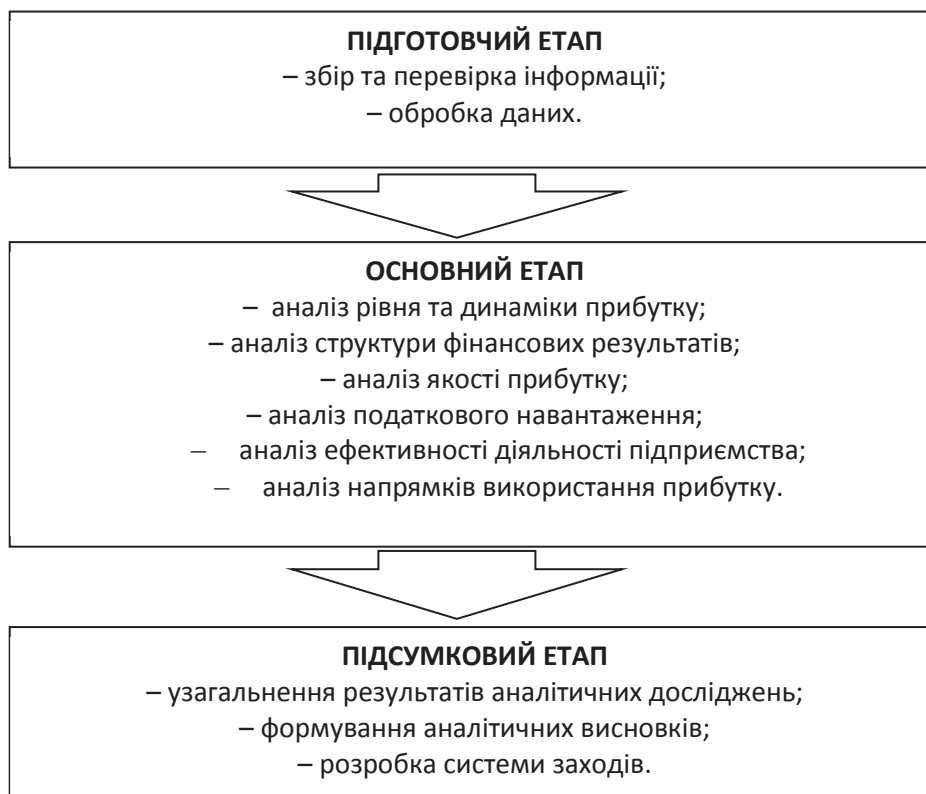 ПІДГОТОВЧИЙ ЕТАП
– збір та перевірка інформації;
– обробка даних.
ОСНОВНИЙ ЕТАП
– аналіз рівня та динаміки прибутку;
– аналіз структури фінансових результатів;
– аналіз якості прибутку;
– аналіз податкового навантаження;
– аналіз ефективності діяльності підприємства;
– аналіз напрямків використання прибутку.
ПІДСУМКОВИЙ ЕТАП
– узагальнення результатів аналітичних досліджень;
– формування аналітичних висновків;
– розробка системи заходів.